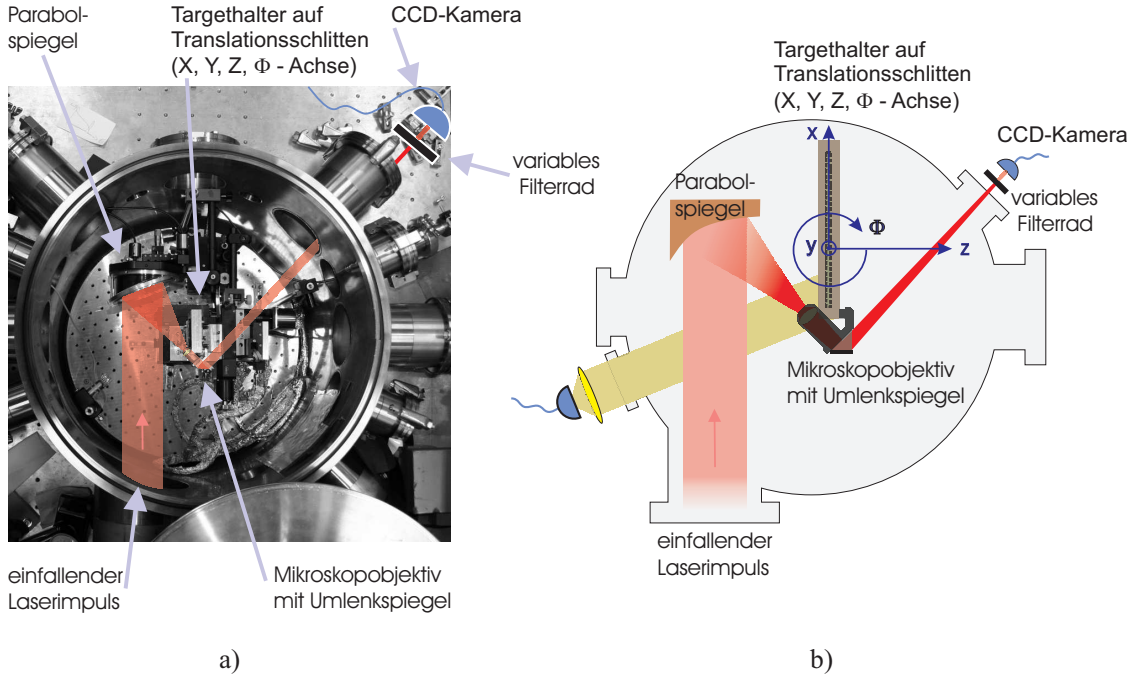 Parabol-
spiegel
Targethalter auf
Translationsschlitten
(X, Y, Z, Φ - Achse)
CCD-Kamera
variables
Filterrad
einfallender
Laserimpuls
Mikroskopobjektiv
mit Umlenkspiegel
a)
Targethalter auf
Translationsschlitten
(X, Y, Z, Φ - Achse)
x
CCD-Kamera
Parabol-
spiegel
variables
Filterrad
Φ
y
z
Mikroskopobjektiv
mit Umlenkspiegel
einfallender
Laserimpuls
b)